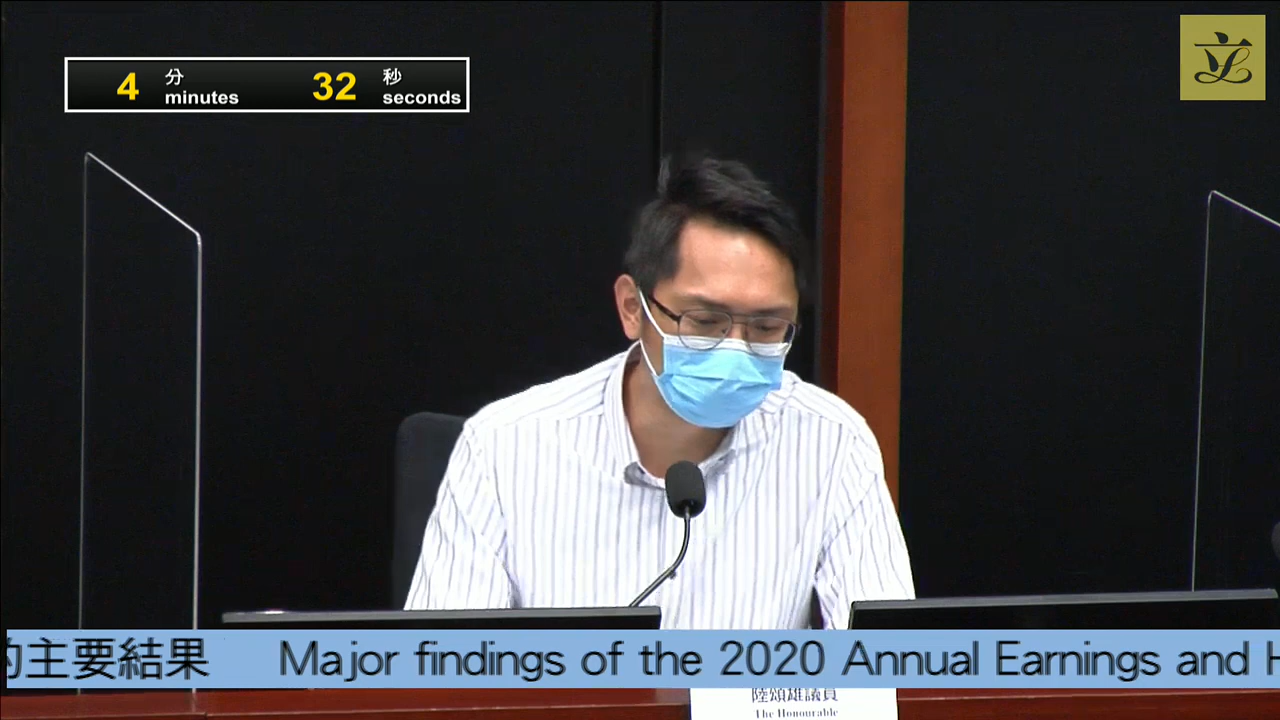 4 分 minutes 32 秒 seconds
的主要結果 Major findings of the 2020 Annual Earnings and H
陸頌雄議員
The Honourable